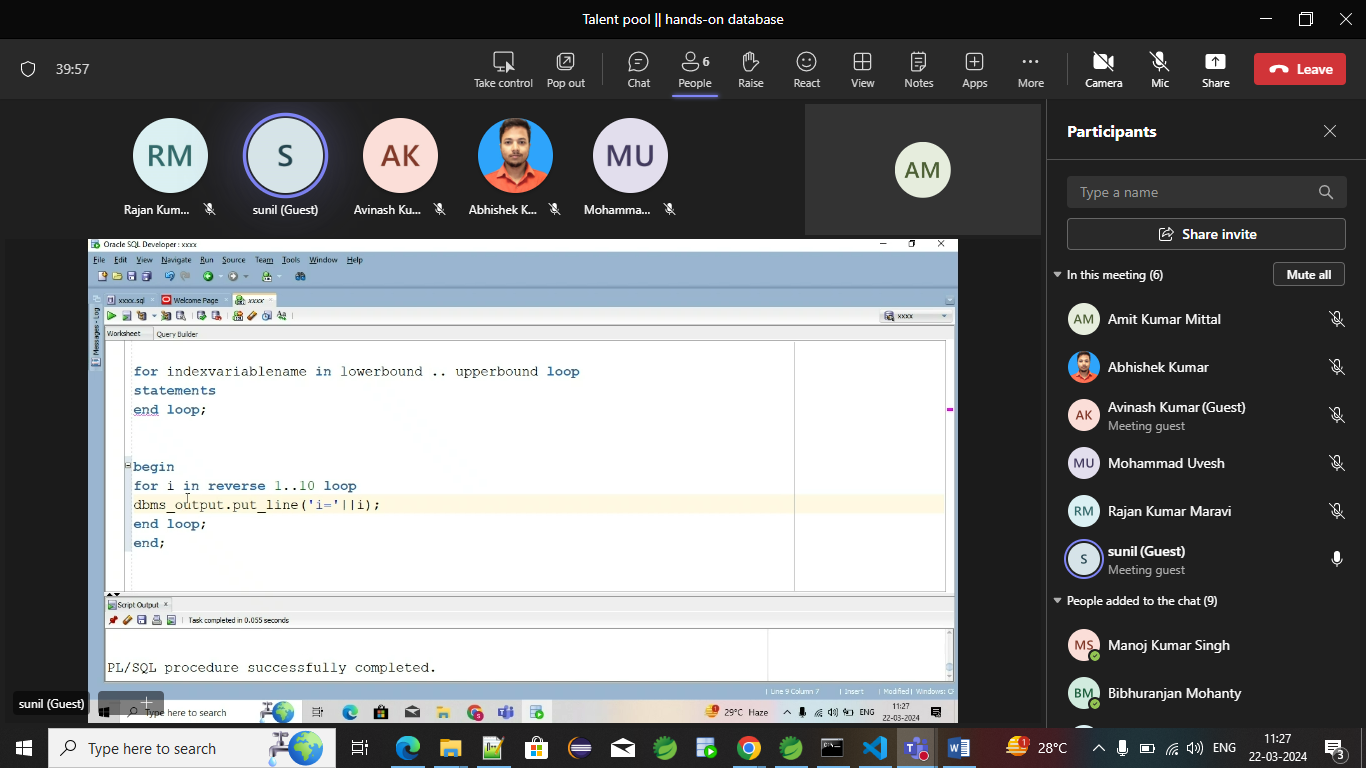 Talent pool || hands-on database
39:57
Take control
Pop out
Chat
6
People
Raise
React
View
Notes
Apps
More
Camera
Mic
Share
Leave
RM
S
AK
MU
AM
Rajan Kum...
sunil (Guest)
Avinash Ku...
Abhishek K...
Mohamma...
Oracle SQL Developer : xxxx
File Edit View Navigate Run Source Team Tools Window Help
xxxx.sql
Welcome Page
xxxx
xxxx
Worksheet
Query Builder
Messages - Log
for indexvariablename in lowerbound .. upperbound loop
statements
end loop;
begin
for i in reverse 1..10 loop
dbms_output.put_line('i='||i);
end loop;
end;
Script Output
Task completed in 0.055 seconds
PL/SQL procedure successfully completed.
Line 9 Column 7
Insert
Modified
Windows: C
sunil (Guest)
Type here to search
29°C Haze
ENG
11:27
22-03-2024
Participants
Type a name
Share invite
In this meeting (6)
Mute all
AM
Amit Kumar Mittal
Abhishek Kumar
AK
Avinash Kumar (Guest)
Meeting guest
MU
Mohammad Uvesh
RM
Rajan Kumar Maravi
S
sunil (Guest)
Meeting guest
People added to the chat (9)
MS
Manoj Kumar Singh
BM
Bibhuranjan Mohanty
Type here to search
1
28°C
ENG
11:27
22-03-2024
3